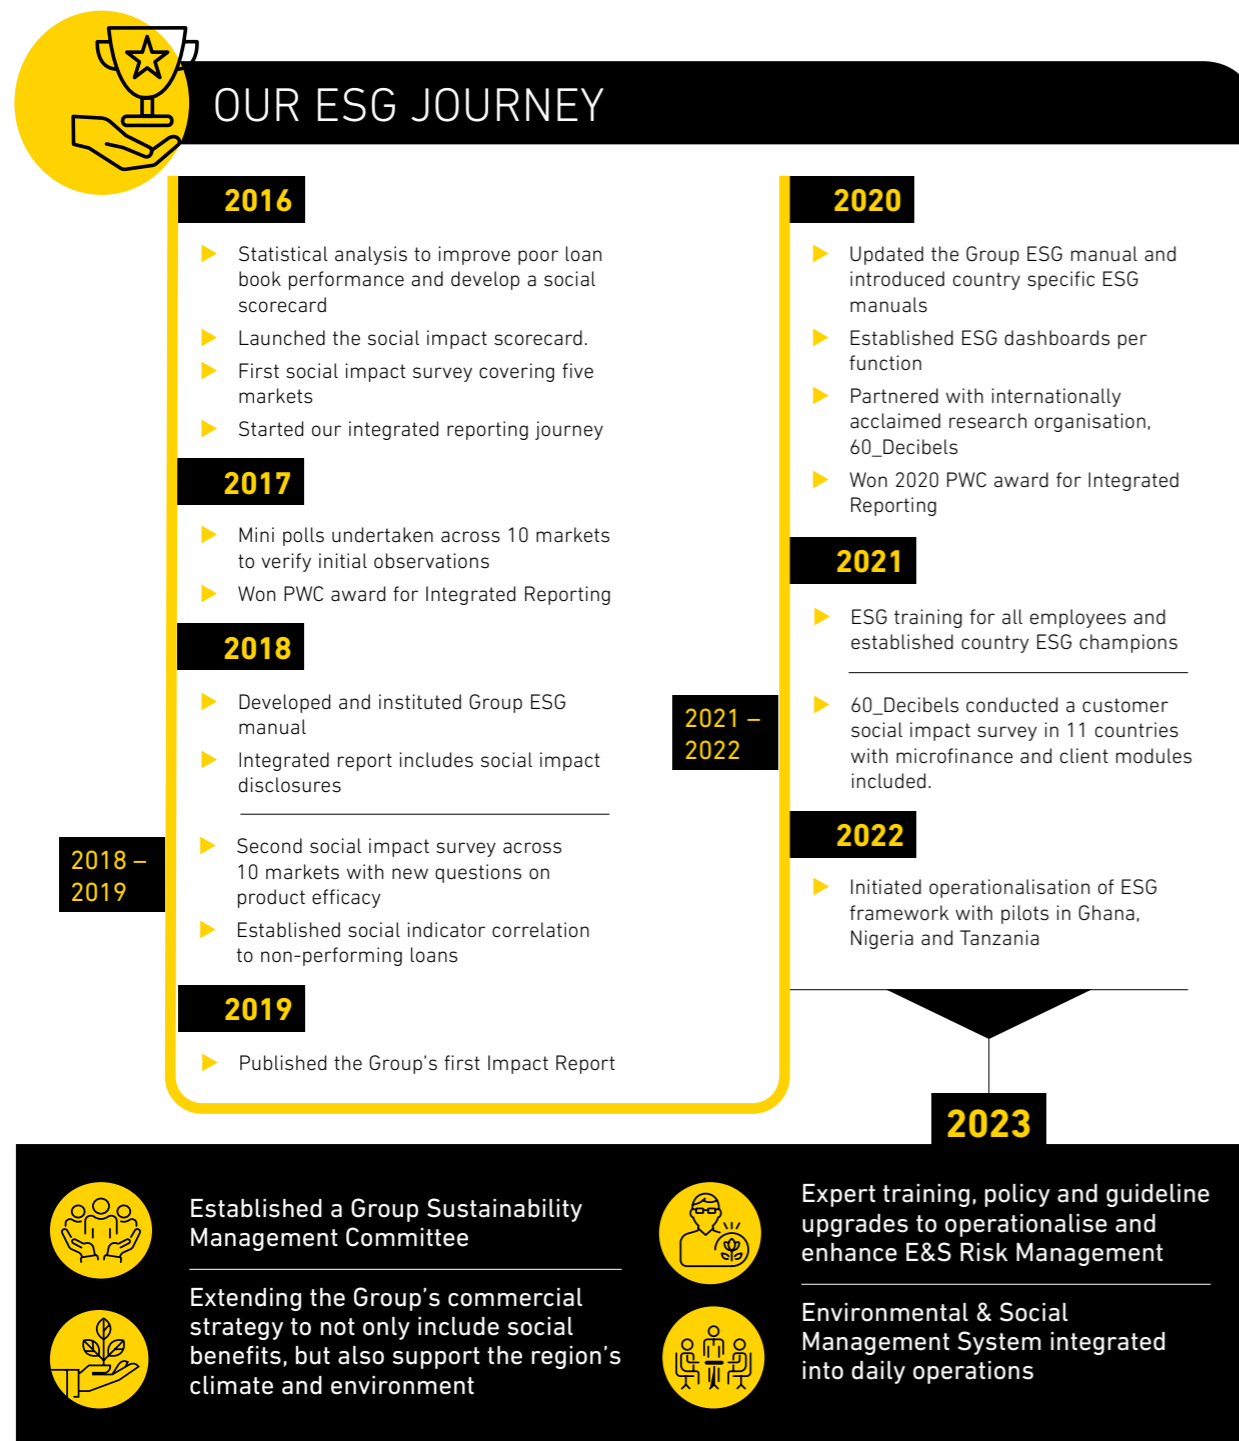 OUR ESG JOURNEY
2016
Statistical analysis to improve poor loan
book performance and develop a social
scorecard
Launched the social impact scorecard.
First social impact survey covering five
markets
Started our integrated reporting journey
2017
Mini polls undertaken across 10 markets
to verify initial observations
Won PWC award for Integrated Reporting
2018
Developed and instituted Group ESG
manual
Integrated report includes social impact
disclosures
2018 –
2019
Second social impact survey across
10 markets with new questions on
product efficacy
Established social indicator correlation
to non-performing loans
2019
Published the Group's first Impact Report
2020
Updated the Group ESG manual and
introduced country specific ESG
manuals
Established ESG dashboards per
function
Partnered with internationally
acclaimed research organisation,
60_Decibels
Won 2020 PWC award for Integrated
Reporting
2021
ESG training for all employees and
established country ESG champions
2021 –
2022
60_Decibels conducted a customer
social impact survey in 11 countries
with microfinance and client modules
included.
2022
Initiated operationalisation of ESG
framework with pilots in Ghana,
Nigeria and Tanzania
2023
Established a Group Sustainability
Management Committee
Extending the Group's commercial
strategy to not only include social
benefits, but also support the region's
climate and environment
Expert training, policy and guideline
upgrades to operationalise and
enhance E&S Risk Management
Environmental & Social
Management System integrated
into daily operations